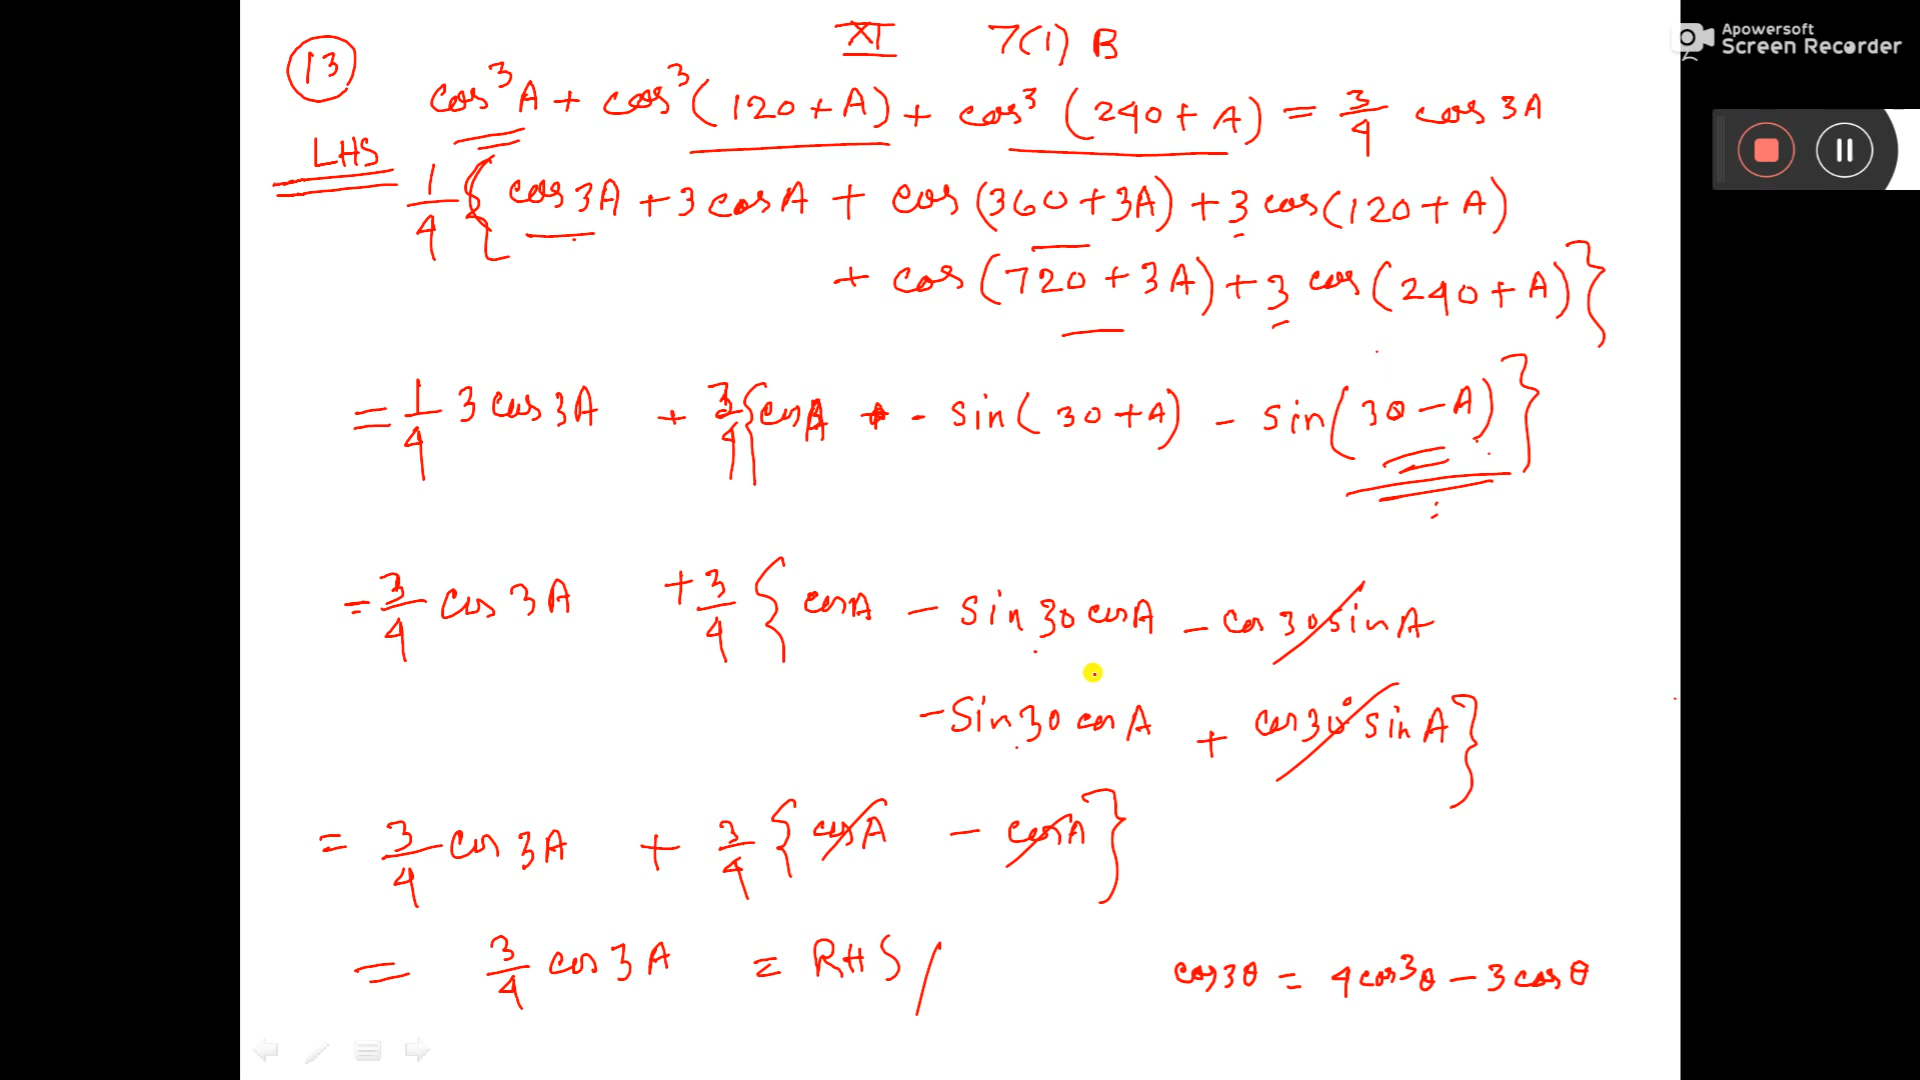 XI 7(1) B
Apowersoft
Screen Recorder
13
cos³A + cos³(120+A) + cos³(240+A) = 3/4 cos 3A
LHS
1/4 { cos 3A + 3 cos A + cos(360+3A) + 3 cos(120+A)
+ cos(720+3A) + 3 cos(240+A) }
= 1/4 3 cos 3A + 3/4 { cos A - sin(30+A) - sin(30-A) }
= 3/4 cos 3A + 3/4 { cos A - sin 30 cos A - cos 30 sin A
- Sin 30 cos A + cos 30° sin A }
= 3/4 cos 3A + 3/4 { cos A - cos A }
= 3/4 cos 3A = RHS /
cos 3θ = 4 cos³θ - 3 cos θ